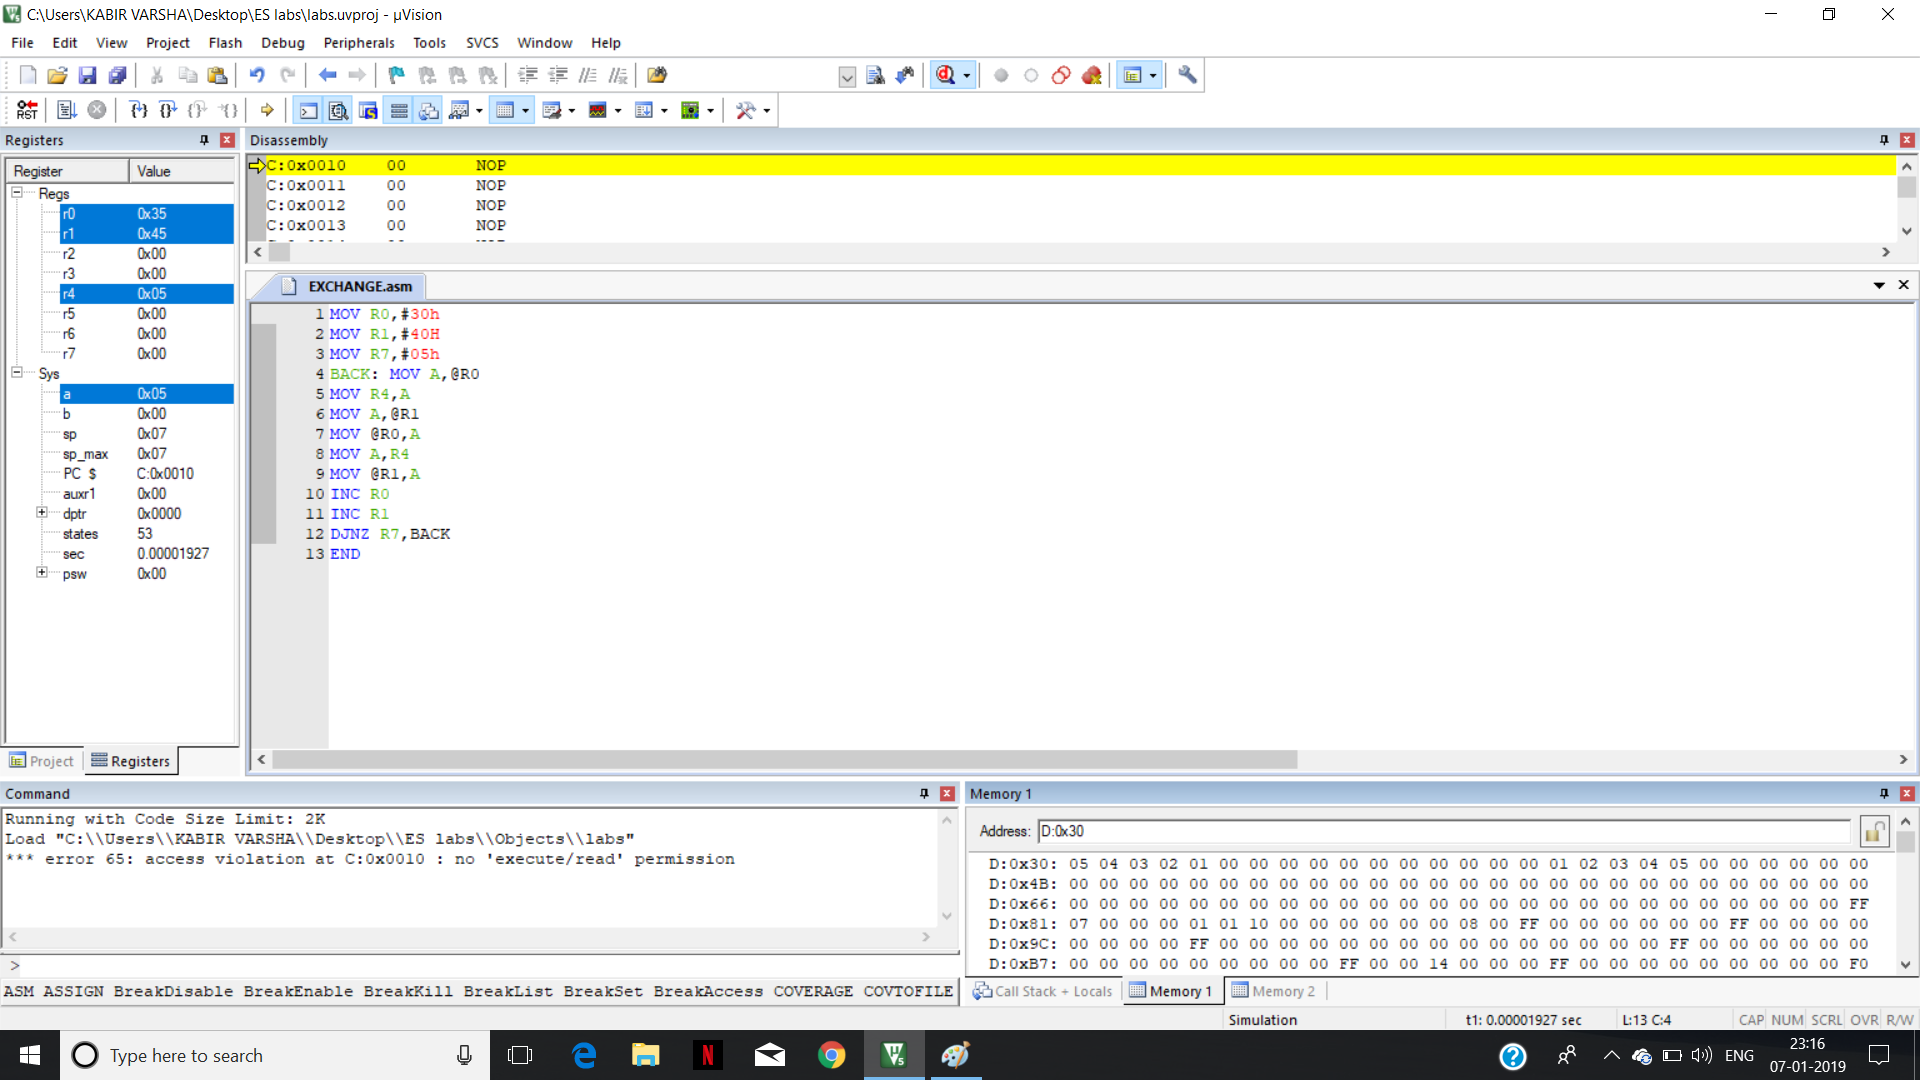 C:\Users\KABIR VARSHA\Desktop\ES labs\labs.uvproj - µVision
File Edit View Project Flash Debug Peripherals Tools SVCS Window Help
RST
Registers
Register Value
Regs
r0 0x35
r1 0x45
r2 0x00
r3 0x00
r4 0x05
r5 0x00
r6 0x00
r7 0x00
Sys
a 0x05
b 0x00
sp 0x07
sp_max 0x07
PC $ C:0x0010
auxr1 0x00
dptr 0x0000
states 53
sec 0.00001927
psw 0x00
Project Registers
Disassembly
C:0x0010 00 NOP
C:0x0011 00 NOP
C:0x0012 00 NOP
C:0x0013 00 NOP
EXCHANGE.asm
1 MOV R0,#30h
2 MOV R1,#40H
3 MOV R7,#05h
4 BACK: MOV A,@R0
5 MOV R4,A
6 MOV A,@R1
7 MOV @R0,A
8 MOV A,R4
9 MOV @R1,A
10 INC R0
11 INC R1
12 DJNZ R7,BACK
13 END
Command
Running with Code Size Limit: 2K
Load "C:\\Users\\KABIR VARSHA\\Desktop\\ES labs\\Objects\\labs"
*** error 65: access violation at C:0x0010 : no 'execute/read' permission
>
ASM ASSIGN BreakDisable BreakEnable BreakKill BreakList BreakSet BreakAccess COVERAGE COVTOFILE
Memory 1
Address: D:0x30
D:0x30: 05 04 03 02 01 00 00 00 00 00 00 00 00 00 00 00 01 02 03 04 05 00 00 00 00 00 00
D:0x4B: 00 00 00 00 00 00 00 00 00 00 00 00 00 00 00 00 00 00 00 00 00 00 00 00 00 00 00
D:0x66: 00 00 00 00 00 00 00 00 00 00 00 00 00 00 00 00 00 00 00 00 00 00 00 00 00 00 FF
D:0x81: 07 00 00 00 01 01 10 00 00 00 00 00 00 08 00 FF 00 00 00 00 00 00 FF 00 00 00 00
D:0x9C: 00 00 00 00 FF 00 00 00 00 00 00 00 00 00 00 00 00 00 00 00 FF 00 00 00 00 00 00
D:0xB7: 00 00 00 00 00 00 00 00 00 FF 00 00 14 00 00 00 FF 00 00 00 00 00 00 00 00 00 F0
Call Stack + Locals Memory 1 Memory 2
Simulation t1: 0.00001927 sec L:13 C:4 CAP NUM SCRL OVR R/W
Type here to search
ENG
23:16
07-01-2019